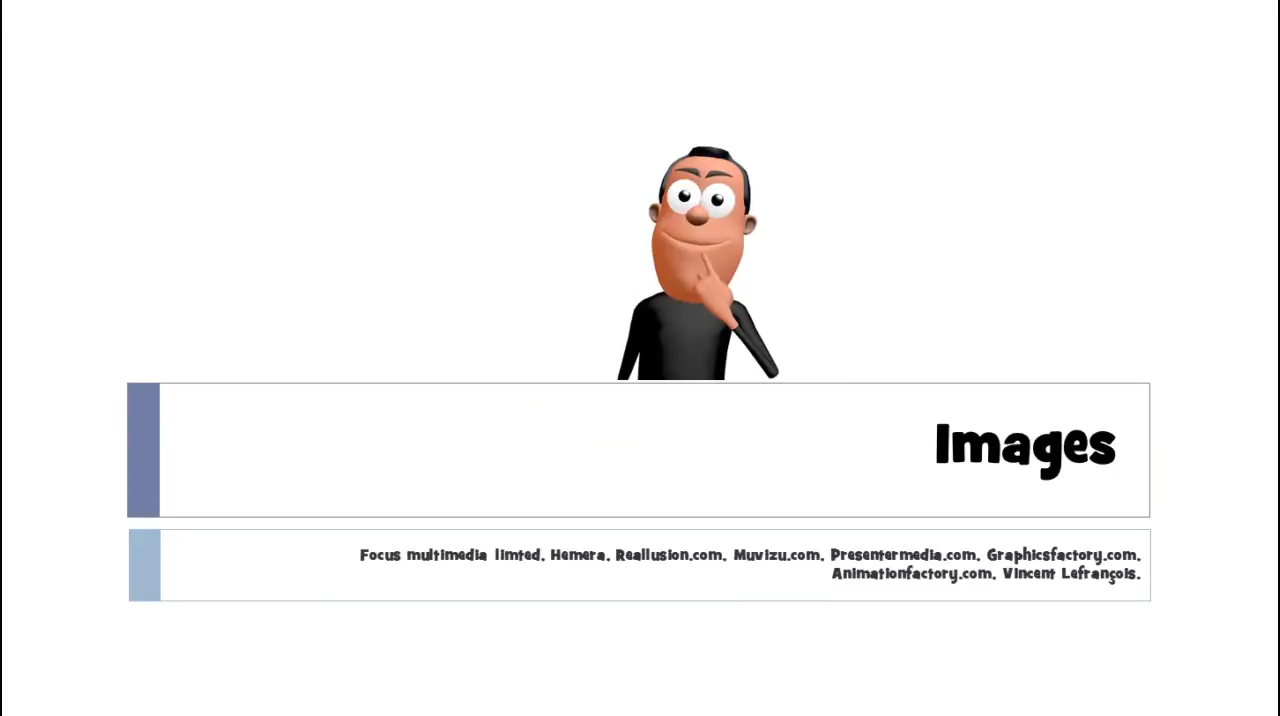 Images
Focus multimedia limted, Hemera, Reallusion.com, Muvizu.com, Presentermedia.com, Graphicsfactory.com,
Animationfactory.com, Vincent Lefrançois.